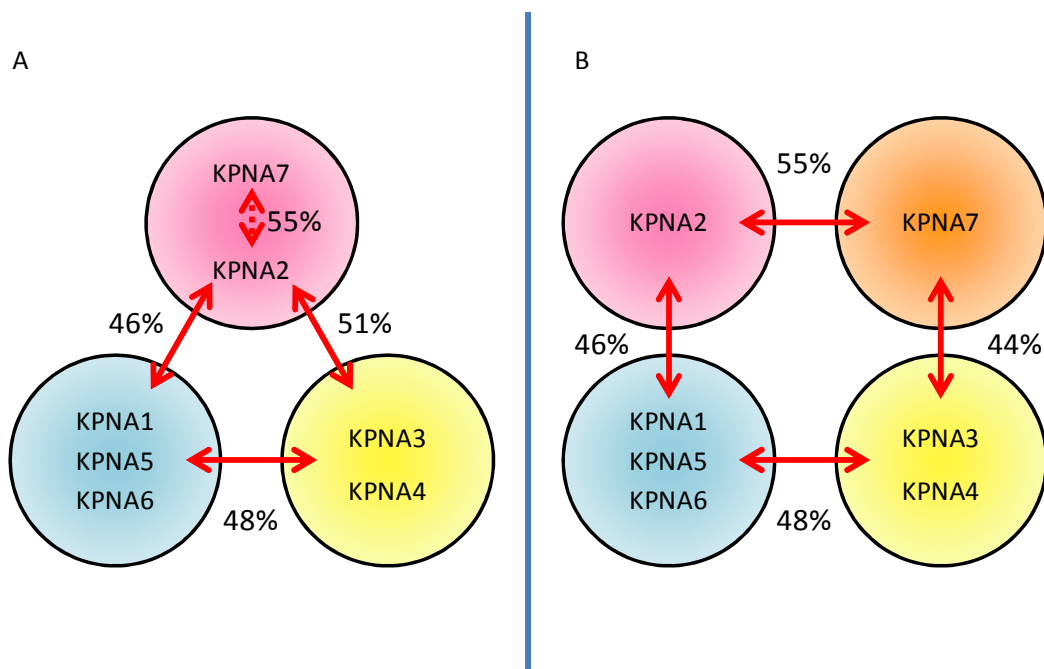 A
KPNA7
55%
KPNA2
46%
51%
KPNA1
KPNA5
KPNA6
KPNA3
KPNA4
48%
B
55%
KPNA2
KPNA7
46%
44%
KPNA1
KPNA5
KPNA6
KPNA3
KPNA4
48%